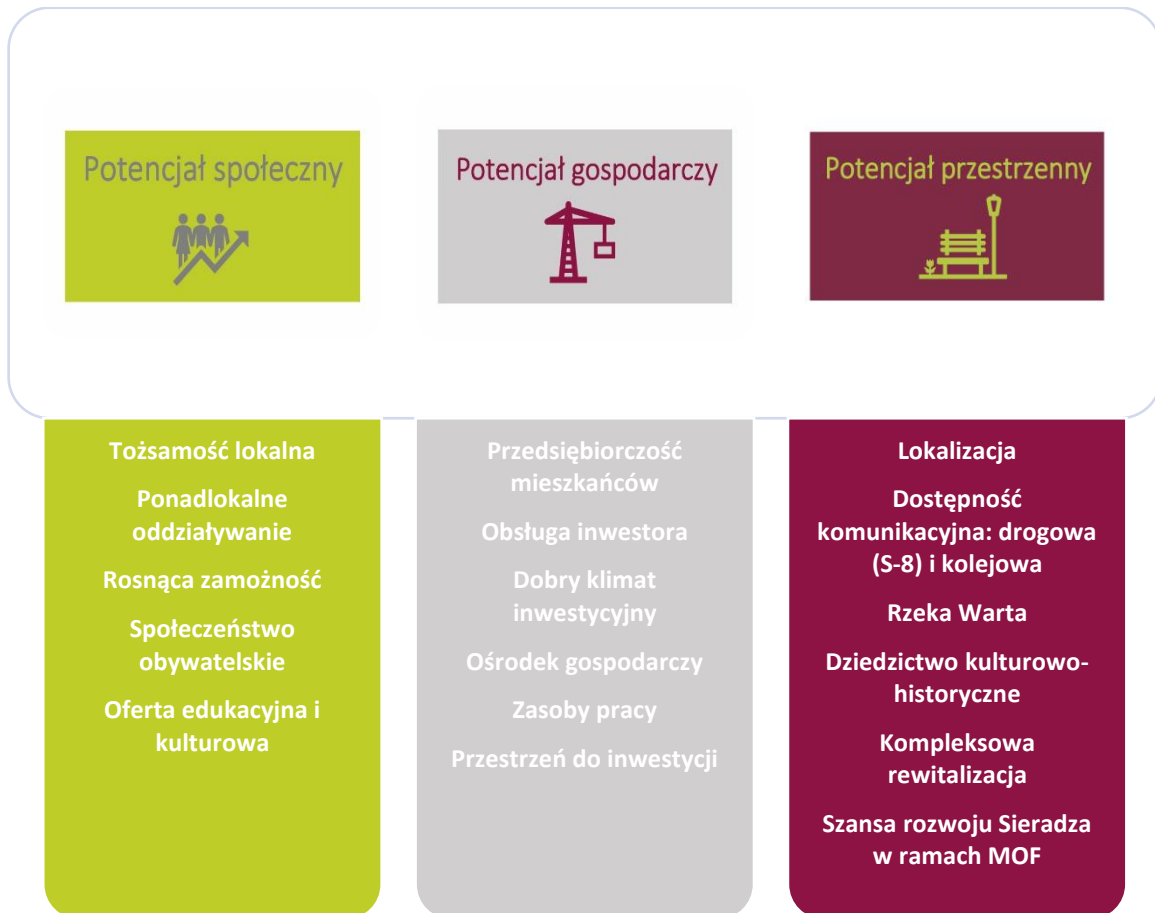 Potencjał społeczny
Potencjał gospodarczy
Potencjał przestrzenny
Tożsamość lokalna
Ponadlokalne
oddziaływanie
Rosnąca zamożność
Społeczeństwo
obywatelskie
Oferta edukacyjna i
kulturowa
Przedsiębiorczość
mieszkańców
Obsługa inwestora
Dobry klimat
inwestycyjny
Ośrodek gospodarczy
Zasoby pracy
Przestrzeń do inwestycji
Lokalizacja
Dostępność
komunikacyjna: drogowa
(S-8) i kolejowa
Rzeka Warta
Dziedzictwo kulturowo-
historyczne
Kompleksowa
rewitalizacja
Szansa rozwoju Sieradza
w ramach MOF